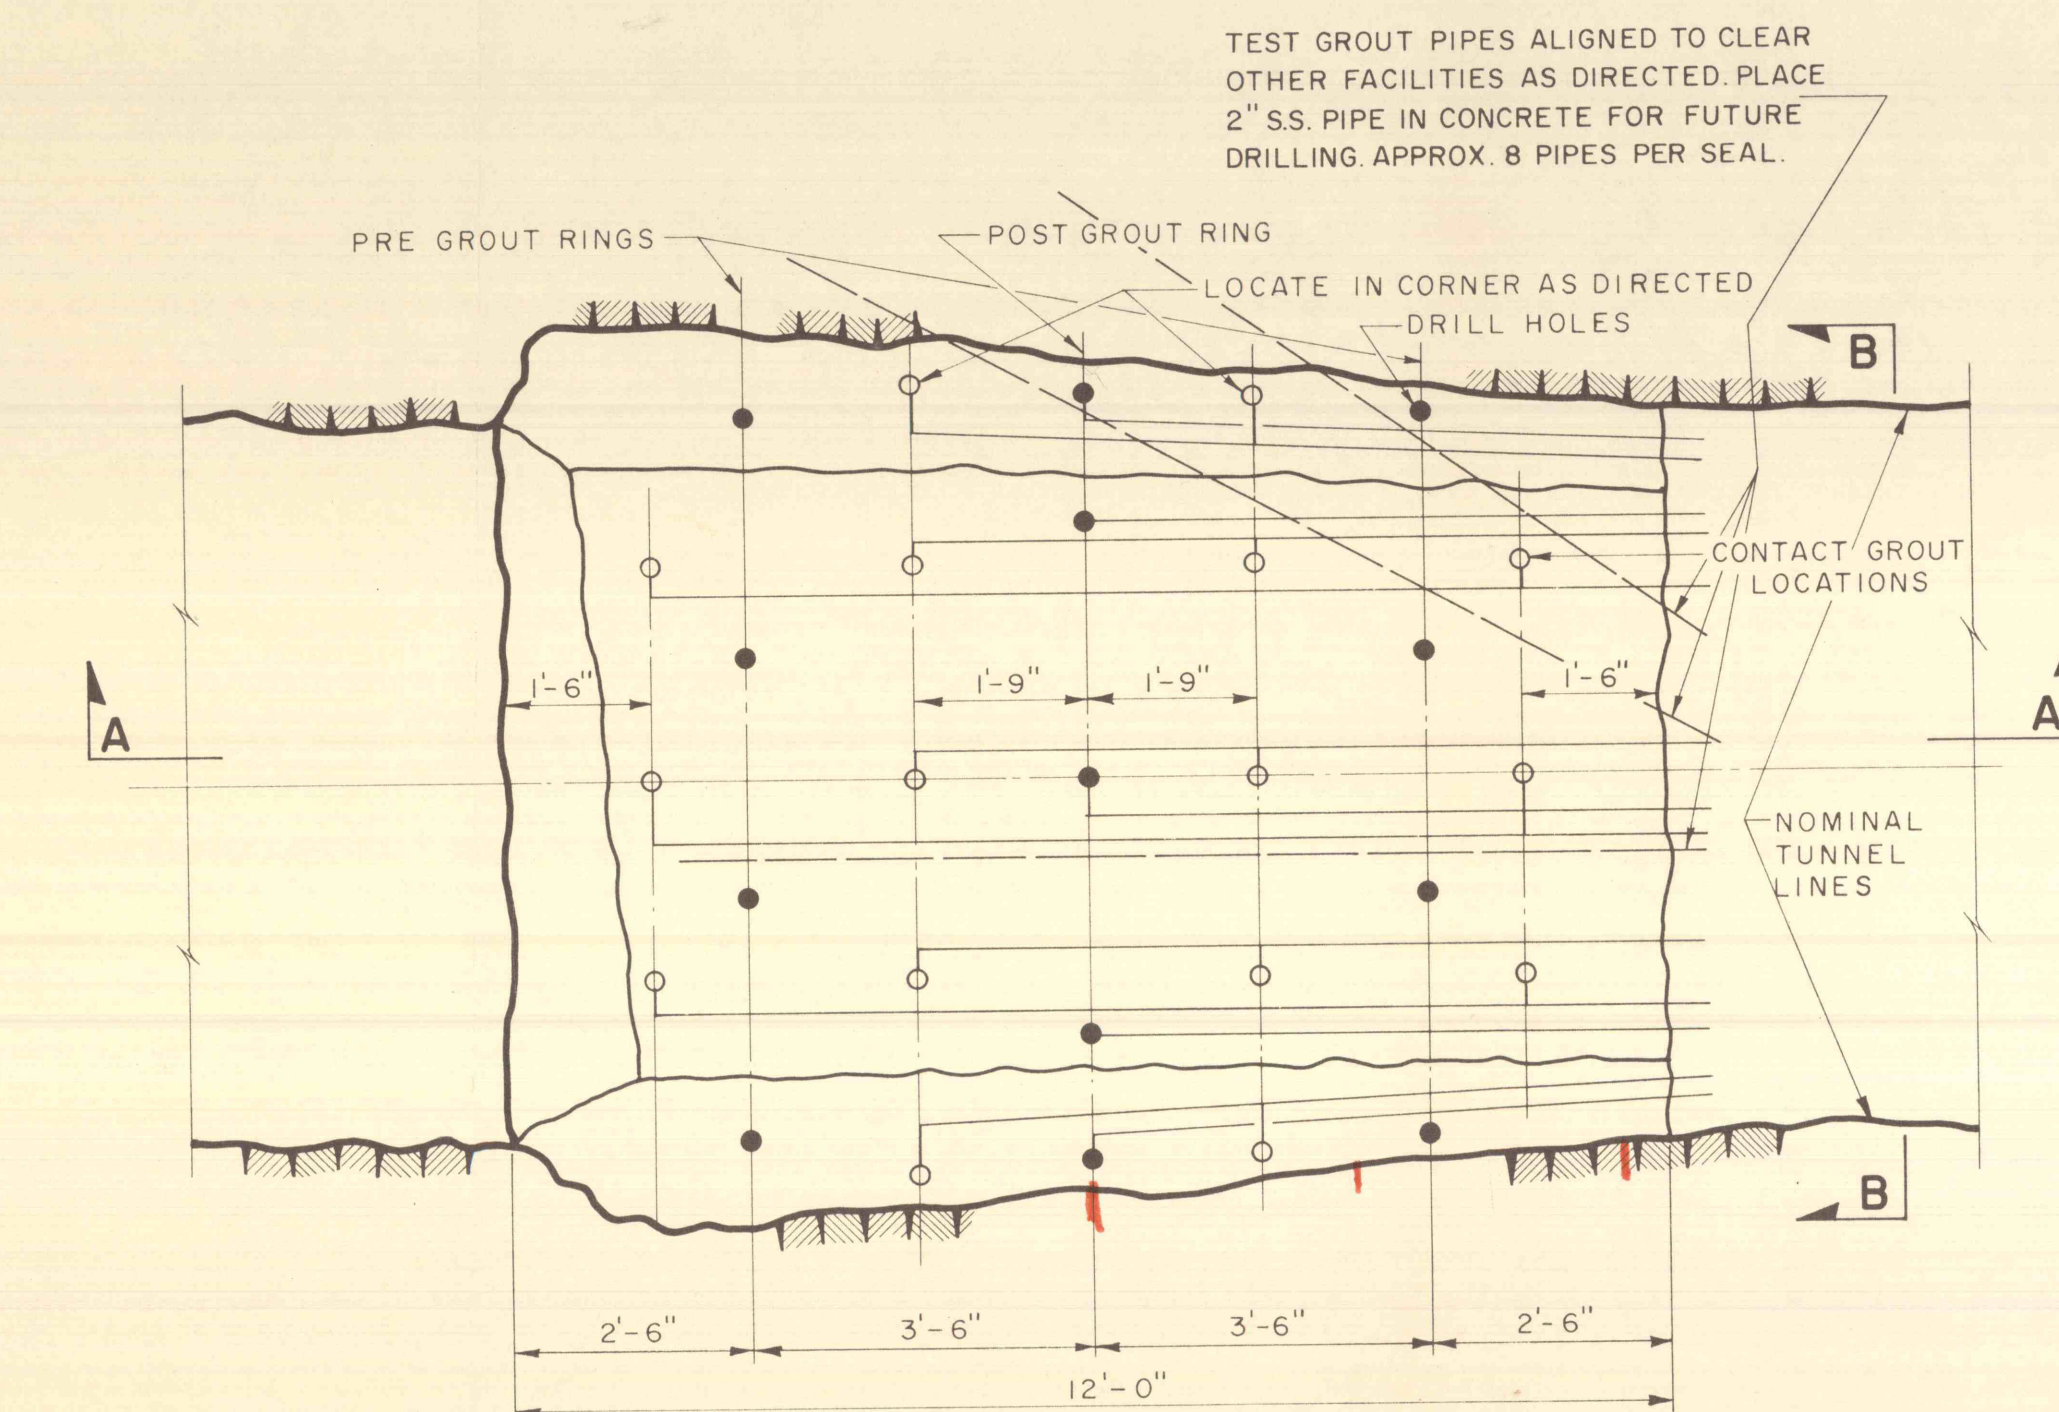 TEST GROUT PIPES ALIGNED TO CLEAR
OTHER FACILITIES AS DIRECTED. PLACE
2" S.S. PIPE IN CONCRETE FOR FUTURE
DRILLING. APPROX. 8 PIPES PER SEAL.
PRE GROUT RINGS
POST GROUT RING
LOCATE IN CORNER AS DIRECTED
DRILL HOLES
B
CONTACT GROUT
LOCATIONS
1'-6"
1'-9"
1'-9"
1'-6"
A
A
NOMINAL
TUNNEL
LINES
B
2'-6"
3'-6"
3'-6"
2'-6"
12'-0"